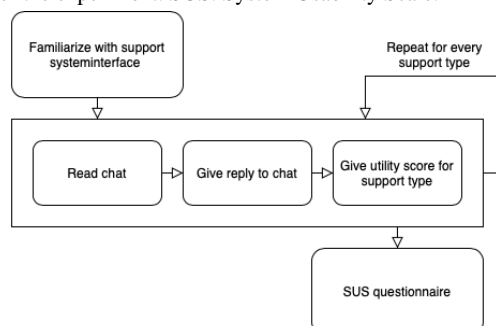 Familiarize with support
systeminterface
Repeat for every
support type
Read chat
Give reply to chat
Give utility score for
support type
SUS questionnaire